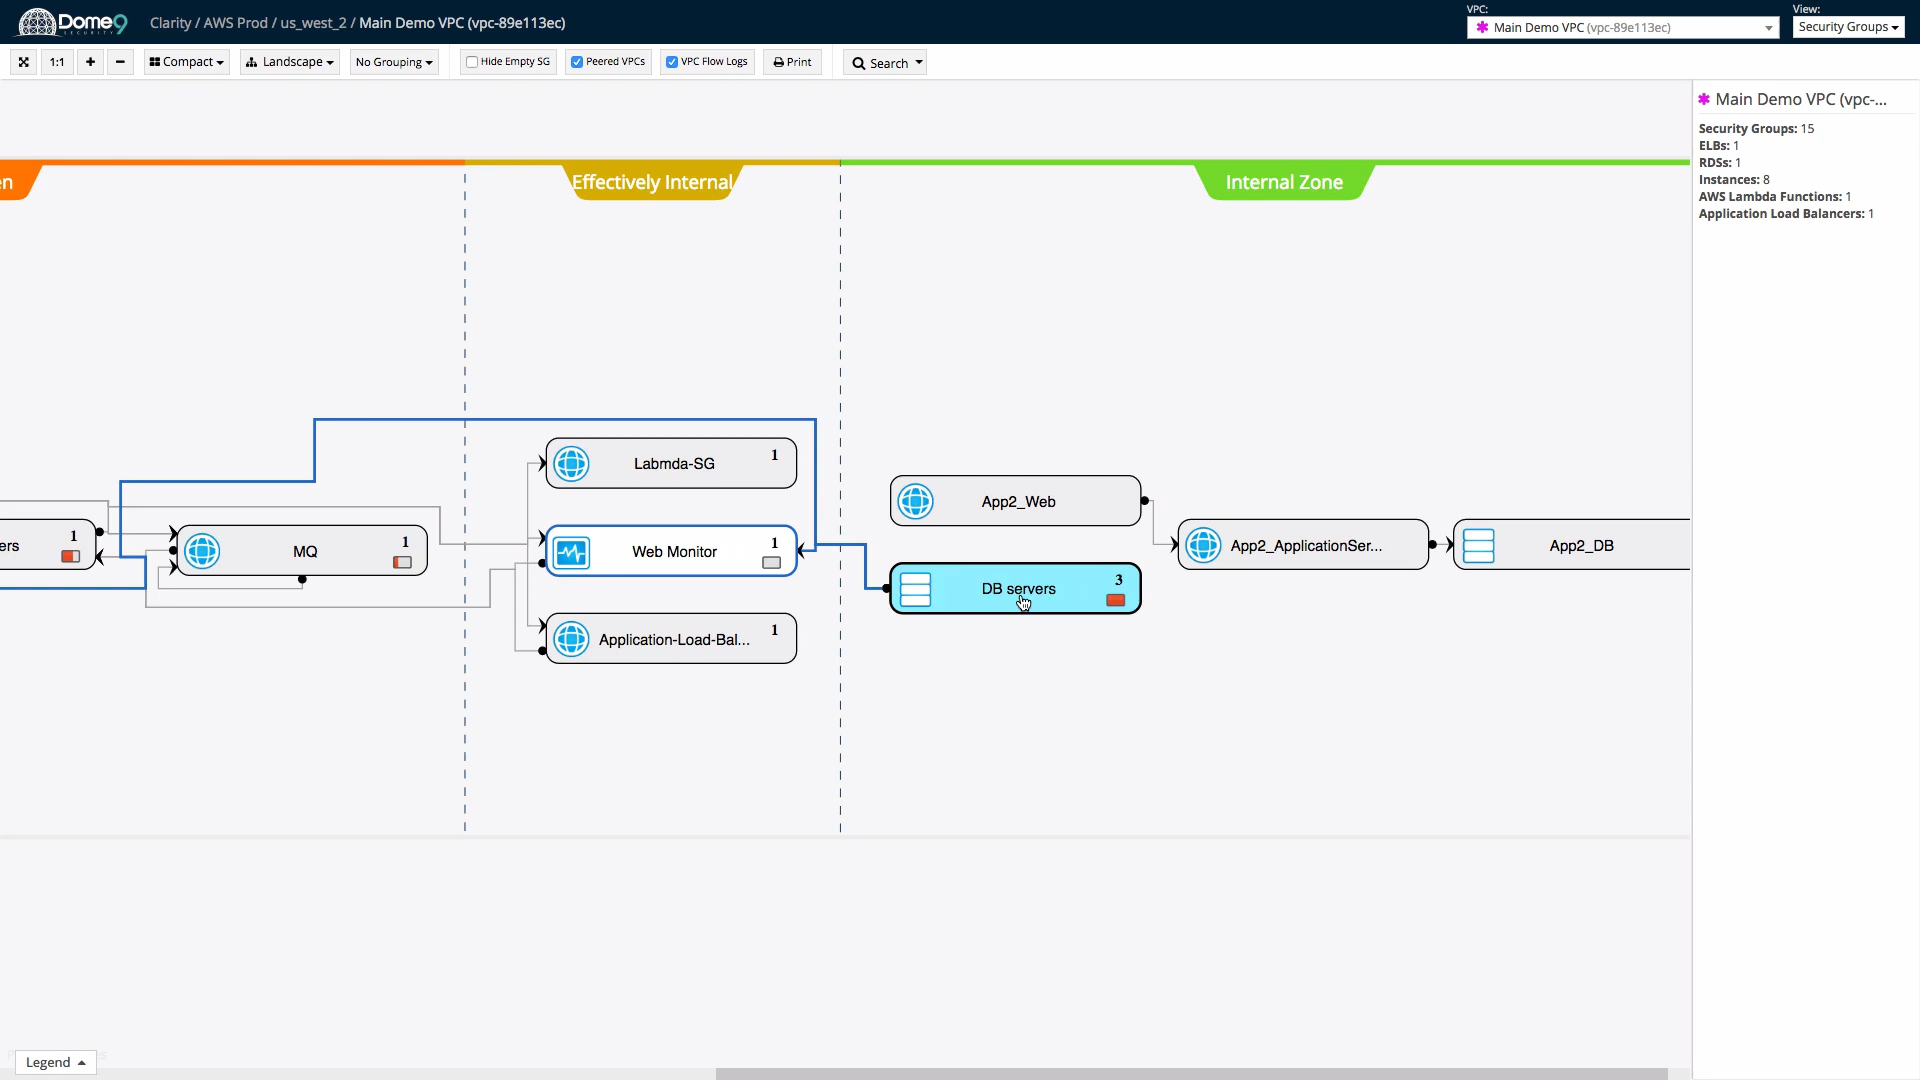 Dome9
SECURITY
Clarity / AWS Prod / us_west_2 / Main Demo VPC (vpc-89e113ec)
VPC:
Main Demo VPC (vpc-89e113ec)
View:
Security Groups
1:1
Compact
Landscape
No Grouping
Hide Empty SG
Peered VPCs
VPC Flow Logs
Print
Search
Main Demo VPC (vpc-...
Security Groups: 15
ELBs: 1
RDSs: 1
Instances: 8
AWS Lambda Functions: 1
Application Load Balancers: 1
en
Effectively Internal
Internal Zone
Labmda-SG 1
App2_Web
ers 1
MQ 1
Web Monitor 1
App2_ApplicationSer...
App2_DB
DB servers 3
Application-Load-Bal... 1
Legend